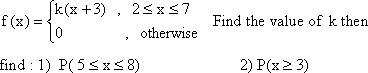 f(x) = { k(x+3) , 2 ≤ x ≤ 7
0 , otherwise Find the value of k then
find : 1) P( 5 ≤ x ≤ 8) 2) P(x ≥ 3)